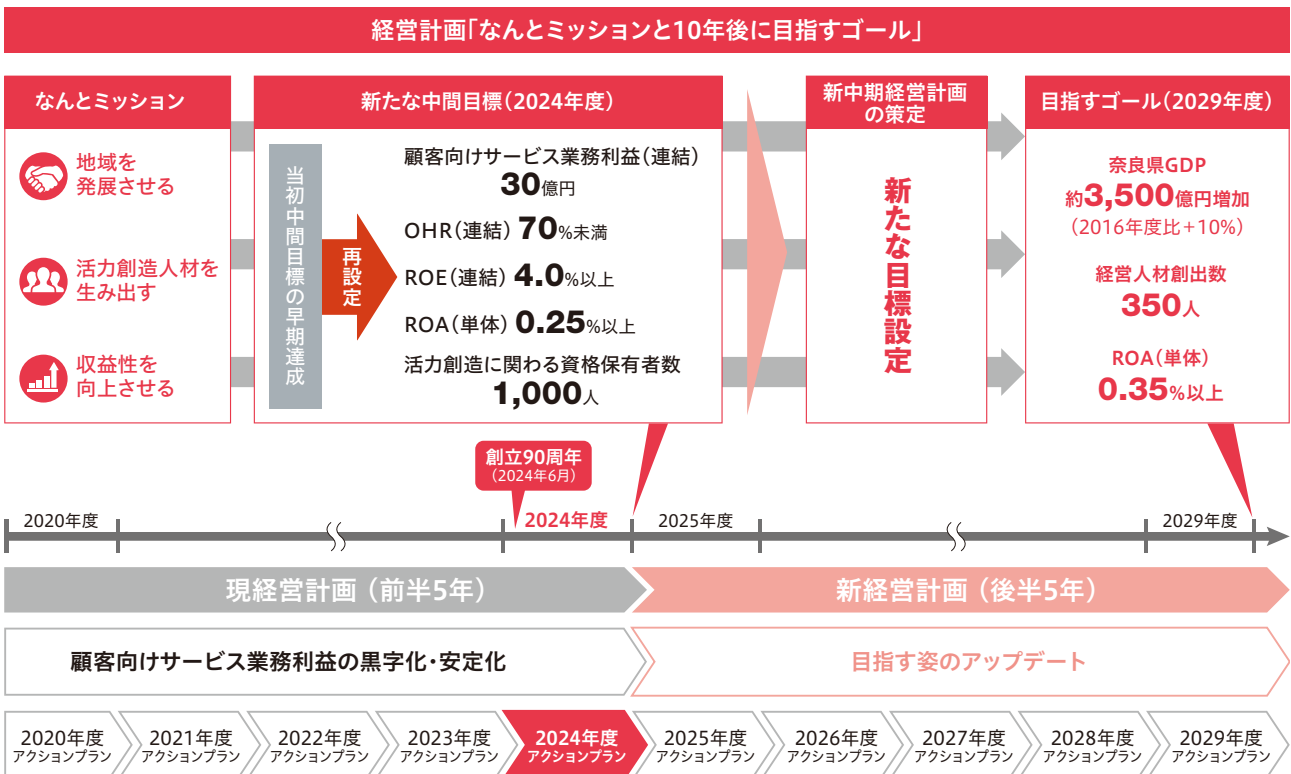 経営計画「なんとミッションと10年後に目指すゴール」
なんとミッション
地域を
発展させる
活力創造人材を
生み出す
収益性を
向上させる
新たな中間目標(2024年度)
当初中間目標の早期達成
再設定
顧客向けサービス業務利益(連結)
30億円
OHR(連結) 70%未満
ROE(連結) 4.0%以上
ROA(単体) 0.25%以上
活力創造に関わる資格保有者数
1,000人
新中期経営計画
の策定
新たな目標設定
目指すゴール(2029年度)
奈良県GDP
約3,500億円増加
(2016年度比+10%)
経営人材創出数
350人
ROA(単体)
0.35%以上
創立90周年
(2024年6月)
2020年度
2024年度
2025年度
2029年度
現経営計画(前半5年)
新経営計画(後半5年)
顧客向けサービス業務利益の黒字化・安定化
目指す姿のアップデート
2020年度
アクションプラン
2021年度
アクションプラン
2022年度
アクションプラン
2023年度
アクションプラン
2024年度
アクションプラン
2025年度
アクションプラン
2026年度
アクションプラン
2027年度
アクションプラン
2028年度
アクションプラン
2029年度
アクションプラン